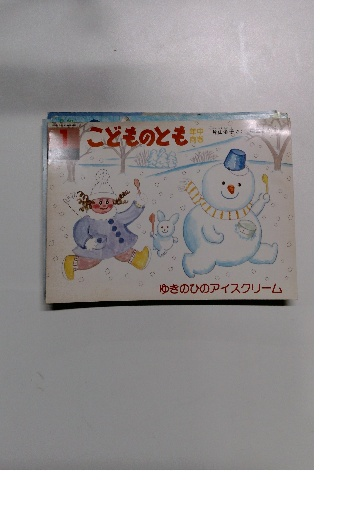 1
こどものとも
年中
向き
ゆきのひのアイスクリーム